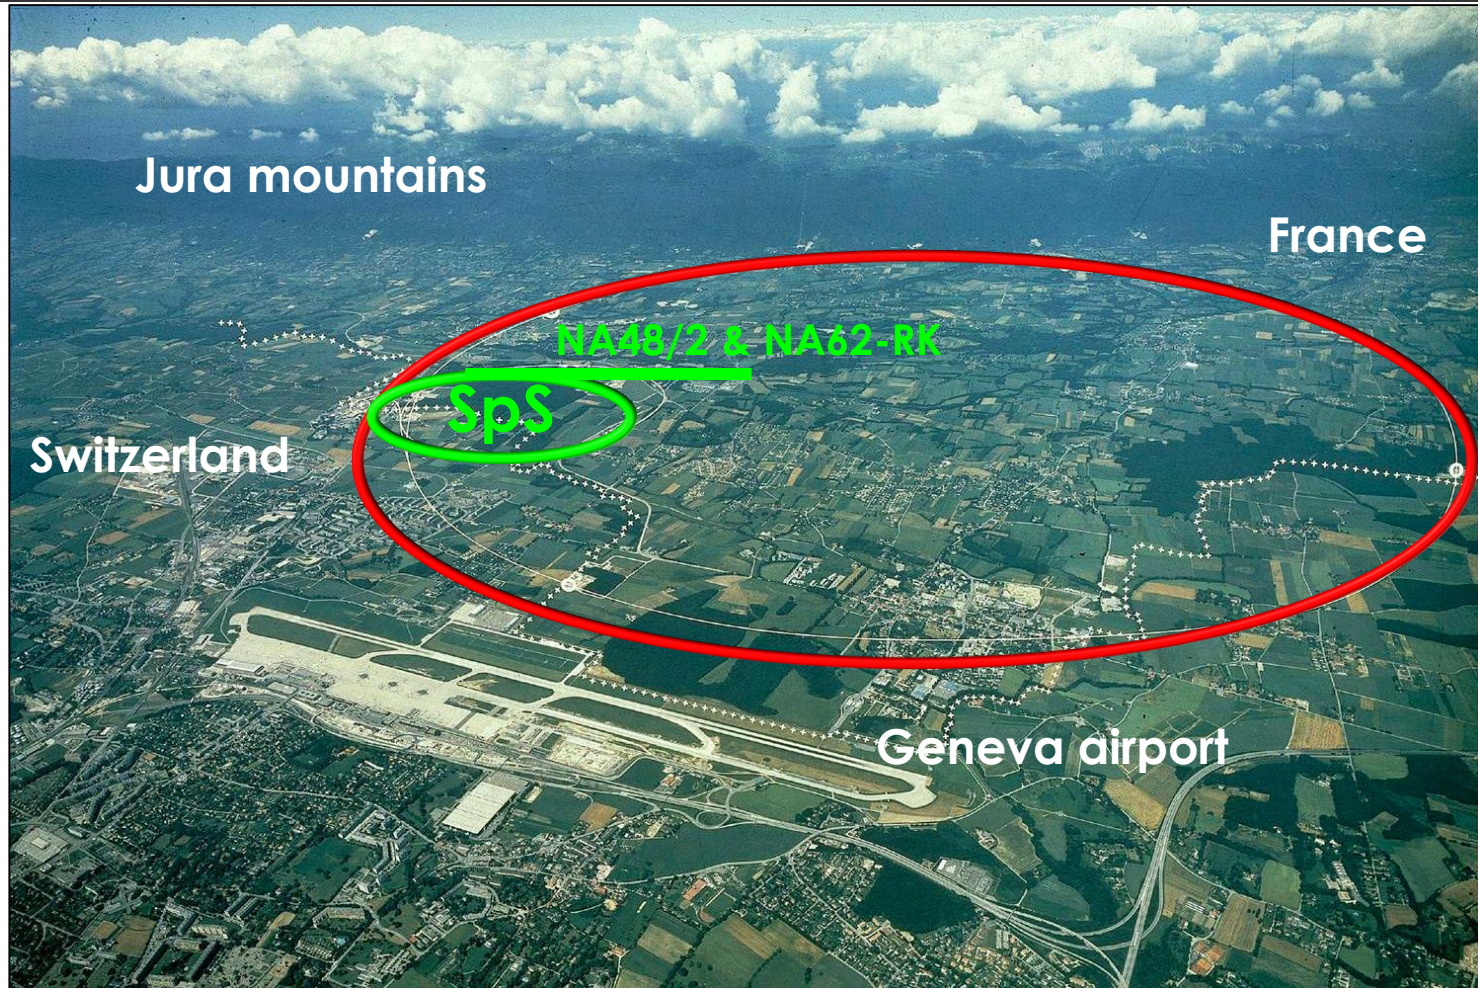 Jura mountains
France
NA48/2 & NA62-RK
SpS
Switzerland
Geneva airport